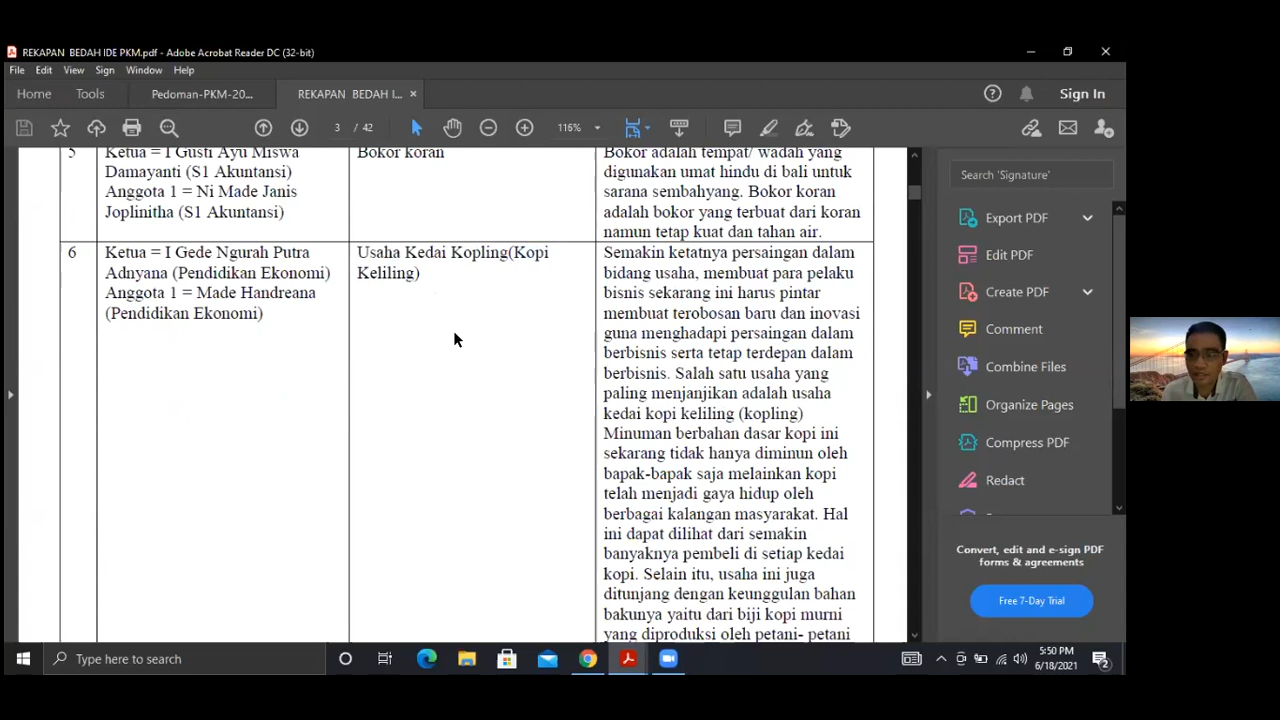 REKAPAN BEDAH IDE PKM.pdf - Adobe Acrobat Reader DC (32-bit)
File Edit View Sign Window Help
Home Tools Pedoman-PKM-20... REKAPAN BEDAH I... × Sign In
3 / 42 116%
5 Ketua = I Gusti Ayu Miswa
Damayanti (S1 Akuntansi)
Anggota 1 = Ni Made Janis
Joplinitha (S1 Akuntansi)
Bokor koran
Bokor adalah tempat/ wadah yang
digunakan umat hindu di bali untuk
sarana sembahyang. Bokor koran
adalah bokor yang terbuat dari koran
namun tetap kuat dan tahan air.
6 Ketua = I Gede Ngurah Putra
Adnyana (Pendidikan Ekonomi)
Anggota 1 = Made Handreana
(Pendidikan Ekonomi)
Usaha Kedai Kopling(Kopi
Keliling)
Semakin ketatnya persaingan dalam
bidang usaha, membuat para pelaku
bisnis sekarang ini harus pintar
membuat terobosan baru dan inovasi
guna menghadapi persaingan dalam
berbisnis serta tetap terdepan dalam
berbisnis. Salah satu usaha yang
paling menjanjikan adalah usaha
kedai kopi keliling (kopling)
Minuman berbahan dasar kopi ini
sekarang tidak hanya diminun oleh
bapak-bapak saja melainkan kopi
telah menjadi gaya hidup oleh
berbagai kalangan masyarakat. Hal
ini dapat dilihat dari semakin
banyaknya pembeli di setiap kedai
kopi. Selain itu, usaha ini juga
ditunjang dengan keunggulan bahan
bakunya yaitu dari biji kopi murni
yang diproduksi oleh petani- petani
Search 'Signature'
Export PDF
Edit PDF
Create PDF
Comment
Combine Files
Organize Pages
Compress PDF
Redact
Convert, edit and e-sign PDF
forms & agreements
Free 7-Day Trial
Type here to search
5:50 PM
6/18/2021
2